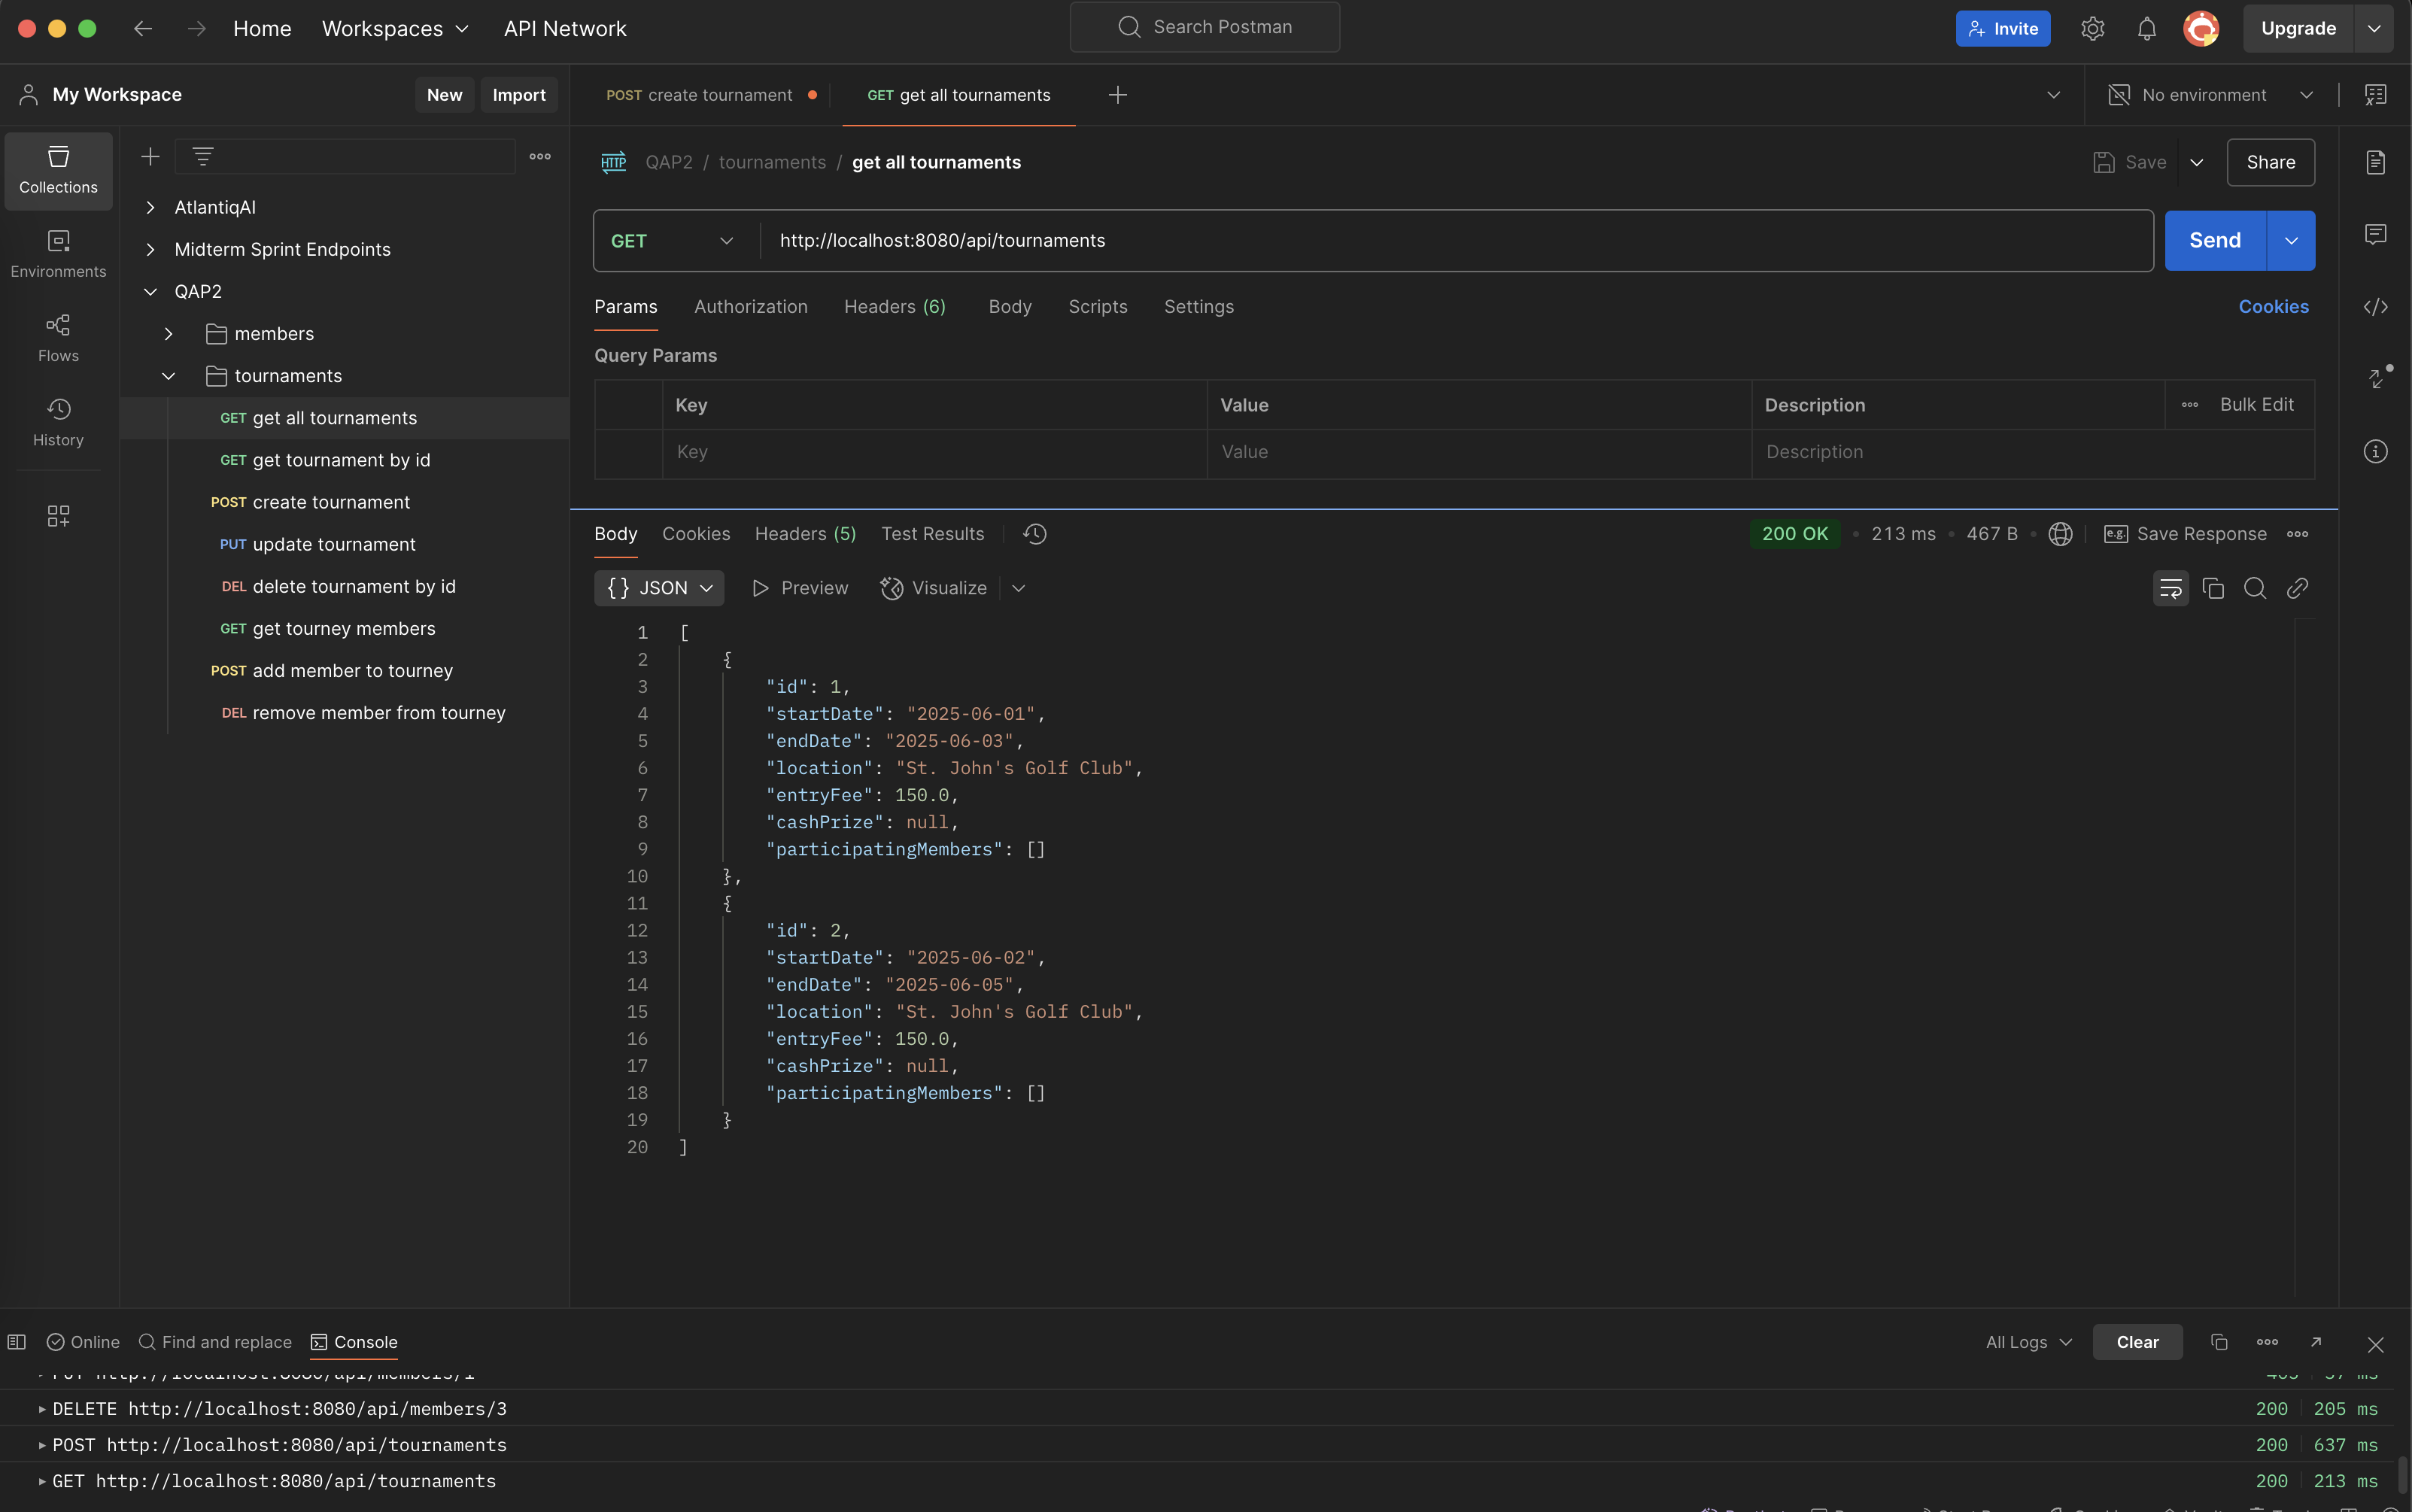 Home Workspaces API Network Search Postman Invite Upgrade
My Workspace New Import POST create tournament GET get all tournaments No environment
Collections
Environments
Flows
History
AtlantiqAI
Midterm Sprint Endpoints
QAP2
members
tournaments
GET get all tournaments
GET get tournament by id
POST create tournament
PUT update tournament
DEL delete tournament by id
GET get tourney members
POST add member to tourney
DEL remove member from tourney
HTTP QAP2 / tournaments / get all tournaments Save Share
GET http://localhost:8080/api/tournaments Send
Params Authorization Headers (6) Body Scripts Settings Cookies
Query Params
Key Value Description Bulk Edit
Key Value Description
Body Cookies Headers (5) Test Results 200 OK • 213 ms • 467 B • e.g. Save Response
{} JSON Preview Visualize
1 [
2 {
3 "id": 1,
4 "startDate": "2025-06-01",
5 "endDate": "2025-06-03",
6 "location": "St. John's Golf Club",
7 "entryFee": 150.0,
8 "cashPrize": null,
9 "participatingMembers": []
10 },
11 {
12 "id": 2,
13 "startDate": "2025-06-02",
14 "endDate": "2025-06-05",
15 "location": "St. John's Golf Club",
16 "entryFee": 150.0,
17 "cashPrize": null,
18 "participatingMembers": []
19 }
20 ]
Online Find and replace Console All Logs Clear
DELETE http://localhost:8080/api/members/3 200 205 ms
POST http://localhost:8080/api/tournaments 200 637 ms
GET http://localhost:8080/api/tournaments 200 213 ms